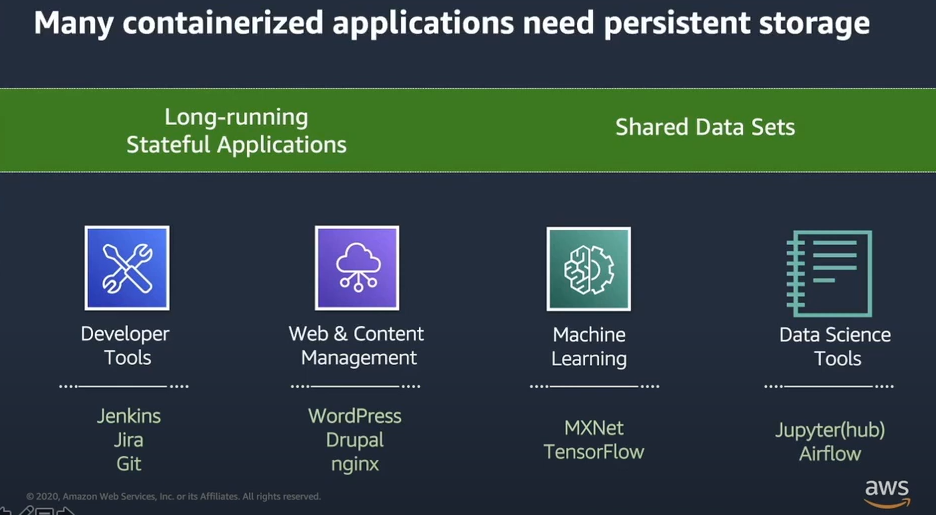 Many containerized applications need persistent storage
Long-running
Stateful Applications
Shared Data Sets
Developer
Tools
Jenkins
Jira
Git
Web & Content
Management
WordPress
Drupal
nginx
Machine
Learning
MXNet
TensorFlow
Data Science
Tools
Jupyter(hub)
Airflow
© 2020, Amazon Web Services, Inc. or its Affiliates. All rights reserved.
aws